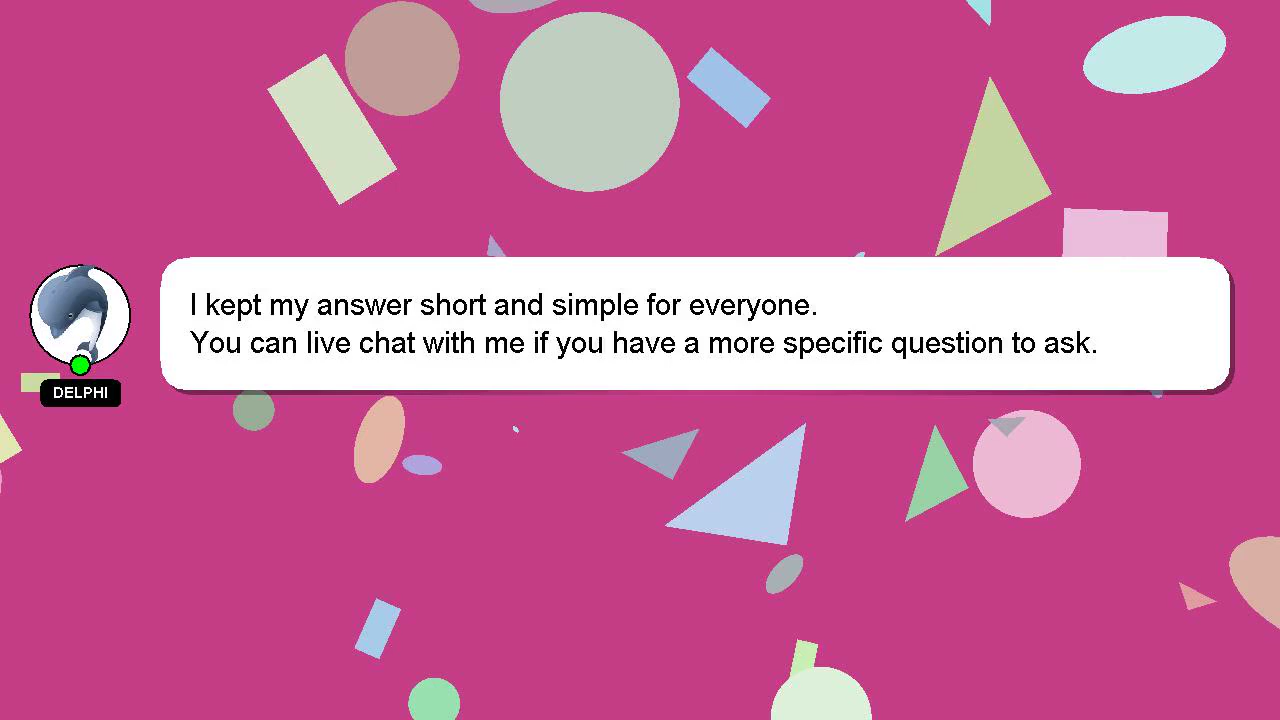 I kept my answer short and simple for everyone.
You can live chat with me if you have a more specific question to ask.
DELPHI